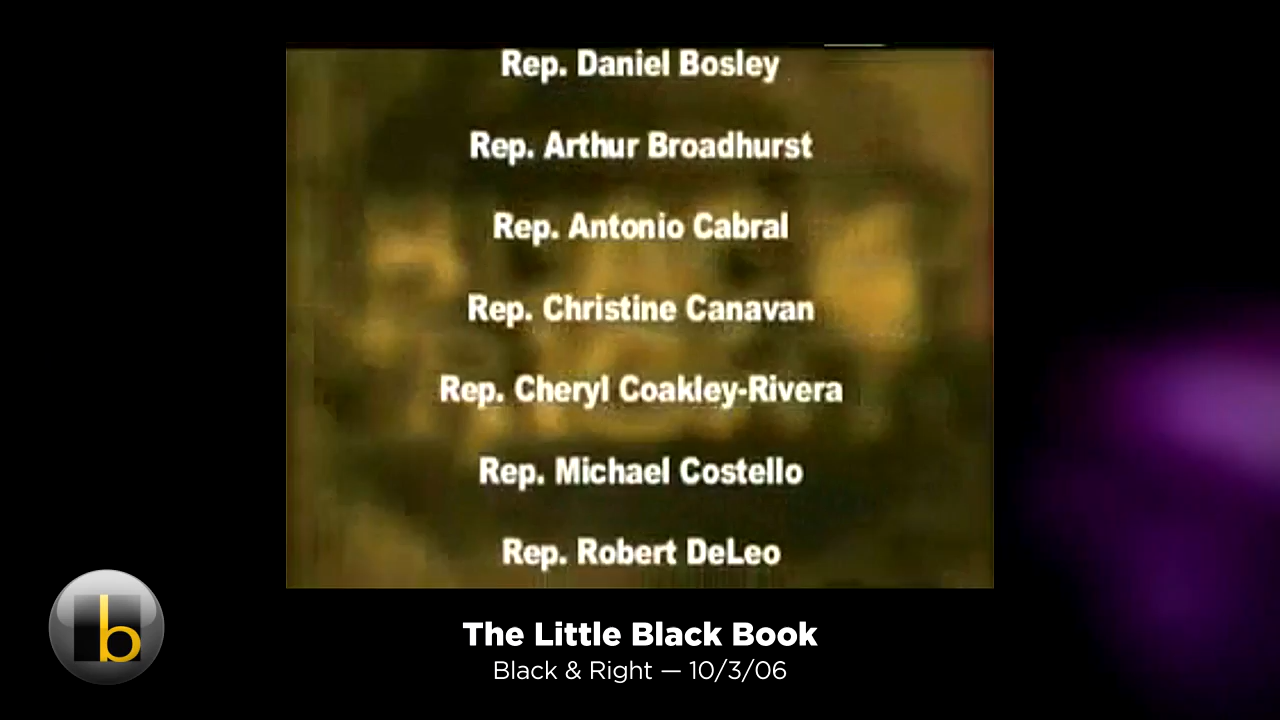 Rep. Daniel Bosley
Rep. Arthur Broadhurst
Rep. Antonio Cabral
Rep. Christine Canavan
Rep. Cheryl Coakley-Rivera
Rep. Michael Costello
Rep. Robert DeLeo
b
The Little Black Book
Black & Right — 10/3/06